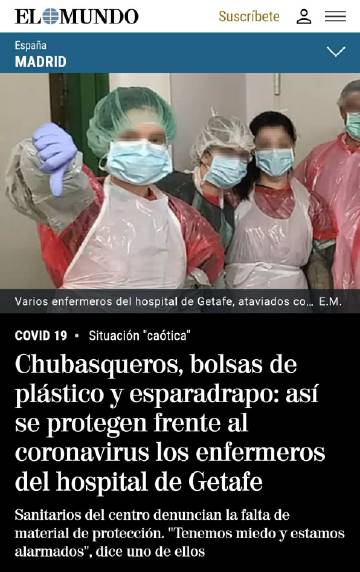 EL MUNDO
Suscríbete
España
MADRID
Varios enfermeros del hospital de Getafe, ataviados co... E.M.
COVID 19 • Situación "caótica"
Chubasqueros, bolsas de
plástico y esparadrapo: así
se protegen frente al
coronavirus los enfermeros
del hospital de Getafe
Sanitarios del centro denuncian la falta de
material de protección. "Tenemos miedo y estamos
alarmados", dice uno de ellos